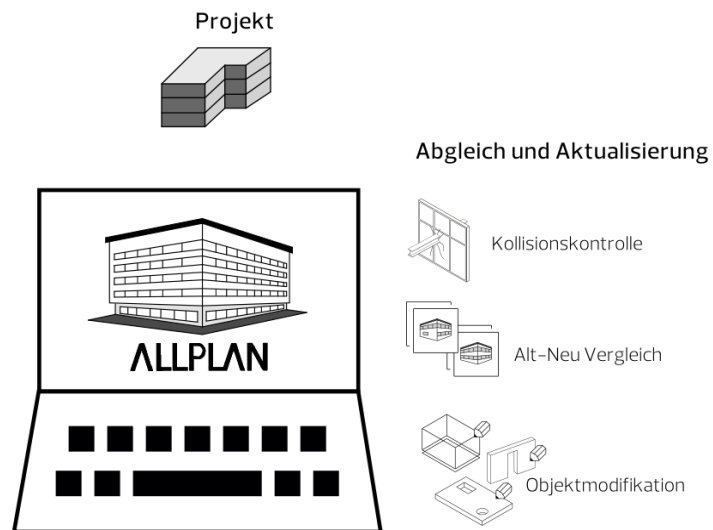 Projekt
Abgleich und Aktualisierung
Kollisionskontrolle
Alt-Neu Vergleich
ALLPLAN
Objektmodifikation